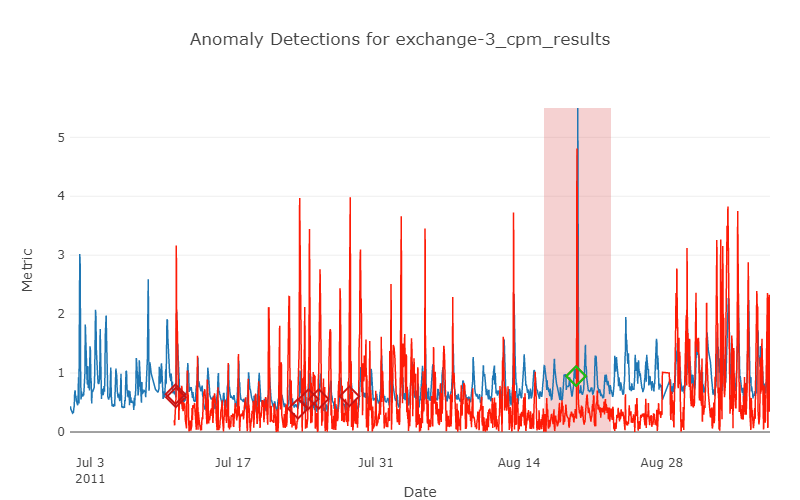 Anomaly Detections for exchange-3_cpm_results
Metric
5
4
3
2
1
0
Jul 3
2011
Jul 17
Jul 31
Aug 14
Aug 28
Date